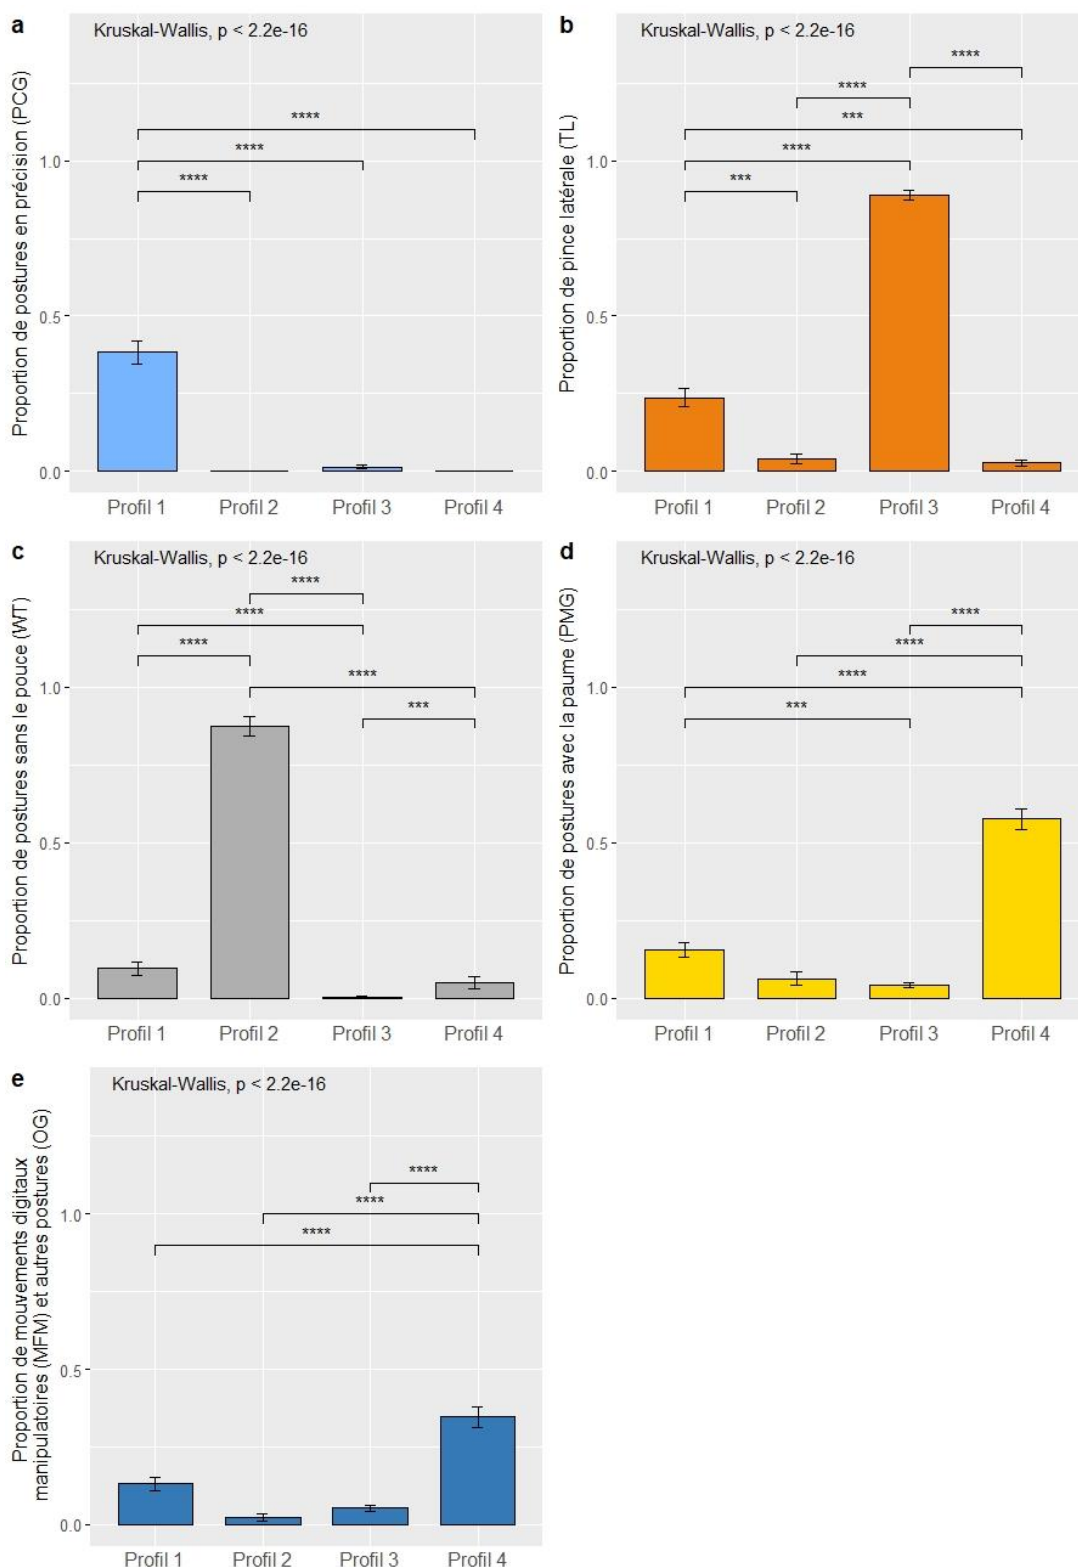 a
Kruskal-Wallis, p < 2.2e-16
Proportion de postures en précision (PCG)
****
****
****
1.0
0.5
0.0
Profil 1 Profil 2 Profil 3 Profil 4
b
Kruskal-Wallis, p < 2.2e-16
Proportion de pince latérale (TL)
****
****
***
****
***
1.0
0.5
0.0
Profil 1 Profil 2 Profil 3 Profil 4
c
Kruskal-Wallis, p < 2.2e-16
Proportion de postures sans le pouce (WT)
****
****
****
****
***
1.0
0.5
0.0
Profil 1 Profil 2 Profil 3 Profil 4
d
Kruskal-Wallis, p < 2.2e-16
Proportion de postures avec la paume (PMG)
****
****
****
***
1.0
0.5
0.0
Profil 1 Profil 2 Profil 3 Profil 4
e
Kruskal-Wallis, p < 2.2e-16
Proportion de mouvements digitaux
manipulatoires (MFM) et autres postures (OG)
****
****
****
1.0
0.5
0.0
Profil 1 Profil 2 Profil 3 Profil 4